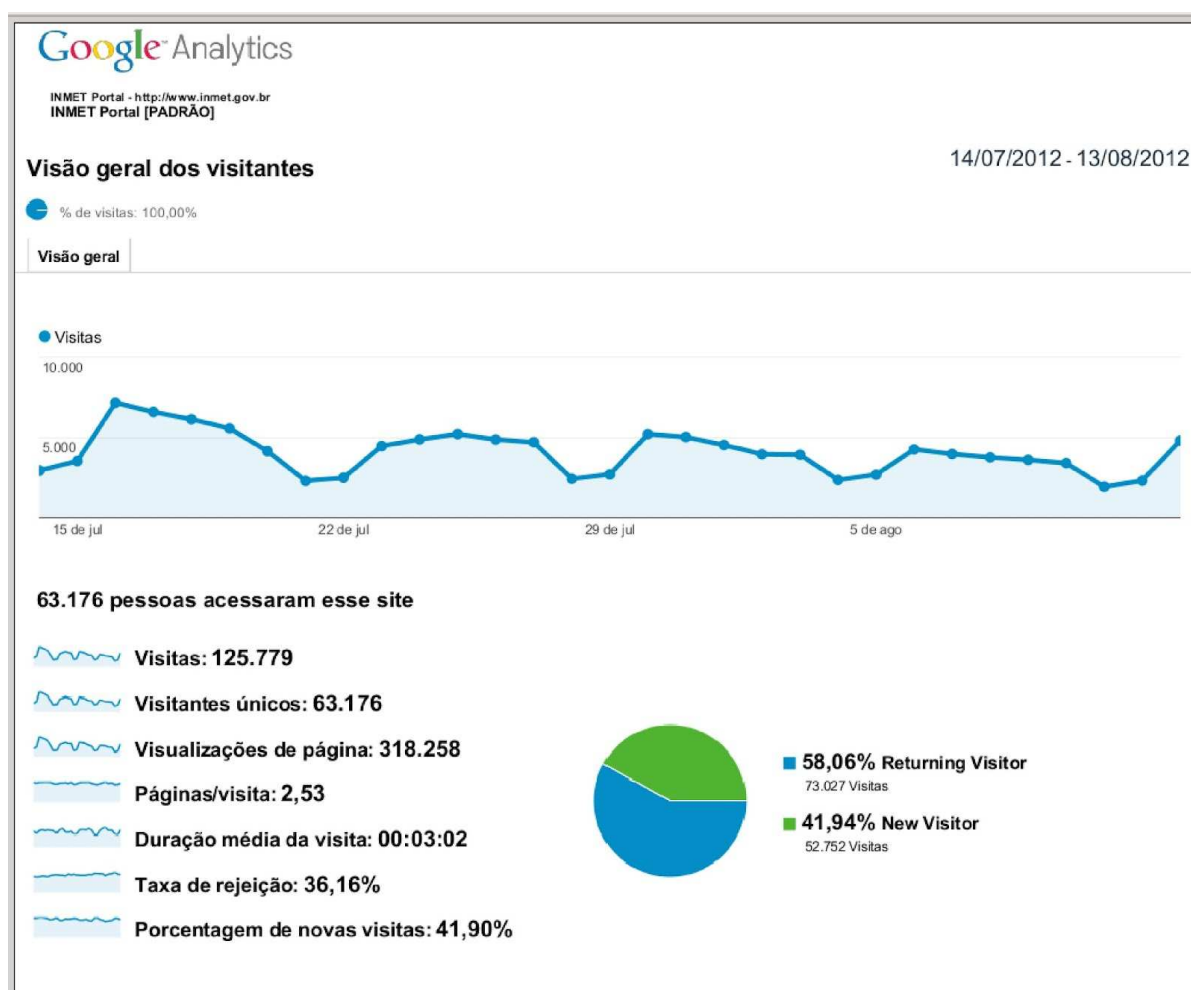 Google™ Analytics
INMET Portal - http://www.inmet.gov.br
INMET Portal [PADRÃO]
Visão geral dos visitantes
14/07/2012 - 13/08/2012
% de visitas: 100,00%
Visão geral
Visitas
10.000
5.000
15 de jul
22 de jul
29 de jul
5 de ago
63.176 pessoas acessaram esse site
Visitas: 125.779
Visitantes únicos: 63.176
Visualizações de página: 318.258
Páginas/visita: 2,53
Duração média da visita: 00:03:02
Taxa de rejeição: 36,16%
Porcentagem de novas visitas: 41,90%
58,06% Returning Visitor
73.027 Visitas
41,94% New Visitor
52.752 Visitas